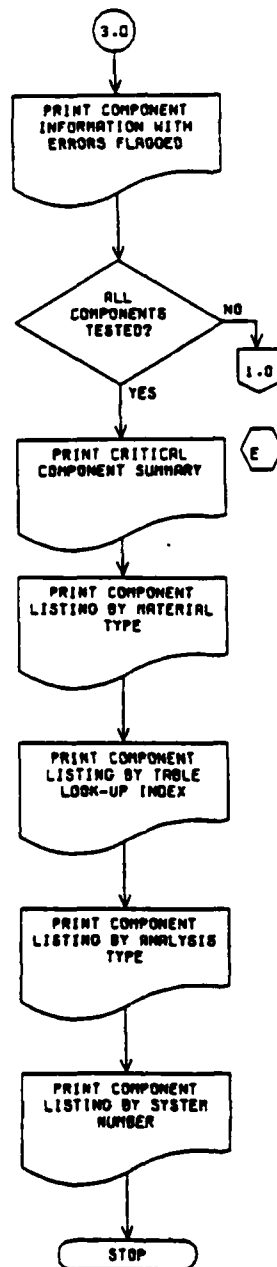 3.0
PRINT COMPONENT
INFORMATION WITH
ERRORS FLAGGED
ALL
COMPONENTS
TESTED?
NO
1.0
YES
PRINT CRITICAL
COMPONENT SUMMARY
E
PRINT COMPONENT
LISTING BY MATERIAL
TYPE
PRINT COMPONENT
LISTING BY TABLE
LOOK-UP INDEX
PRINT COMPONENT
LISTING BY ANALYSIS
TYPE
PRINT COMPONENT
LISTING BY SYSTEM
NUMBER
STOP